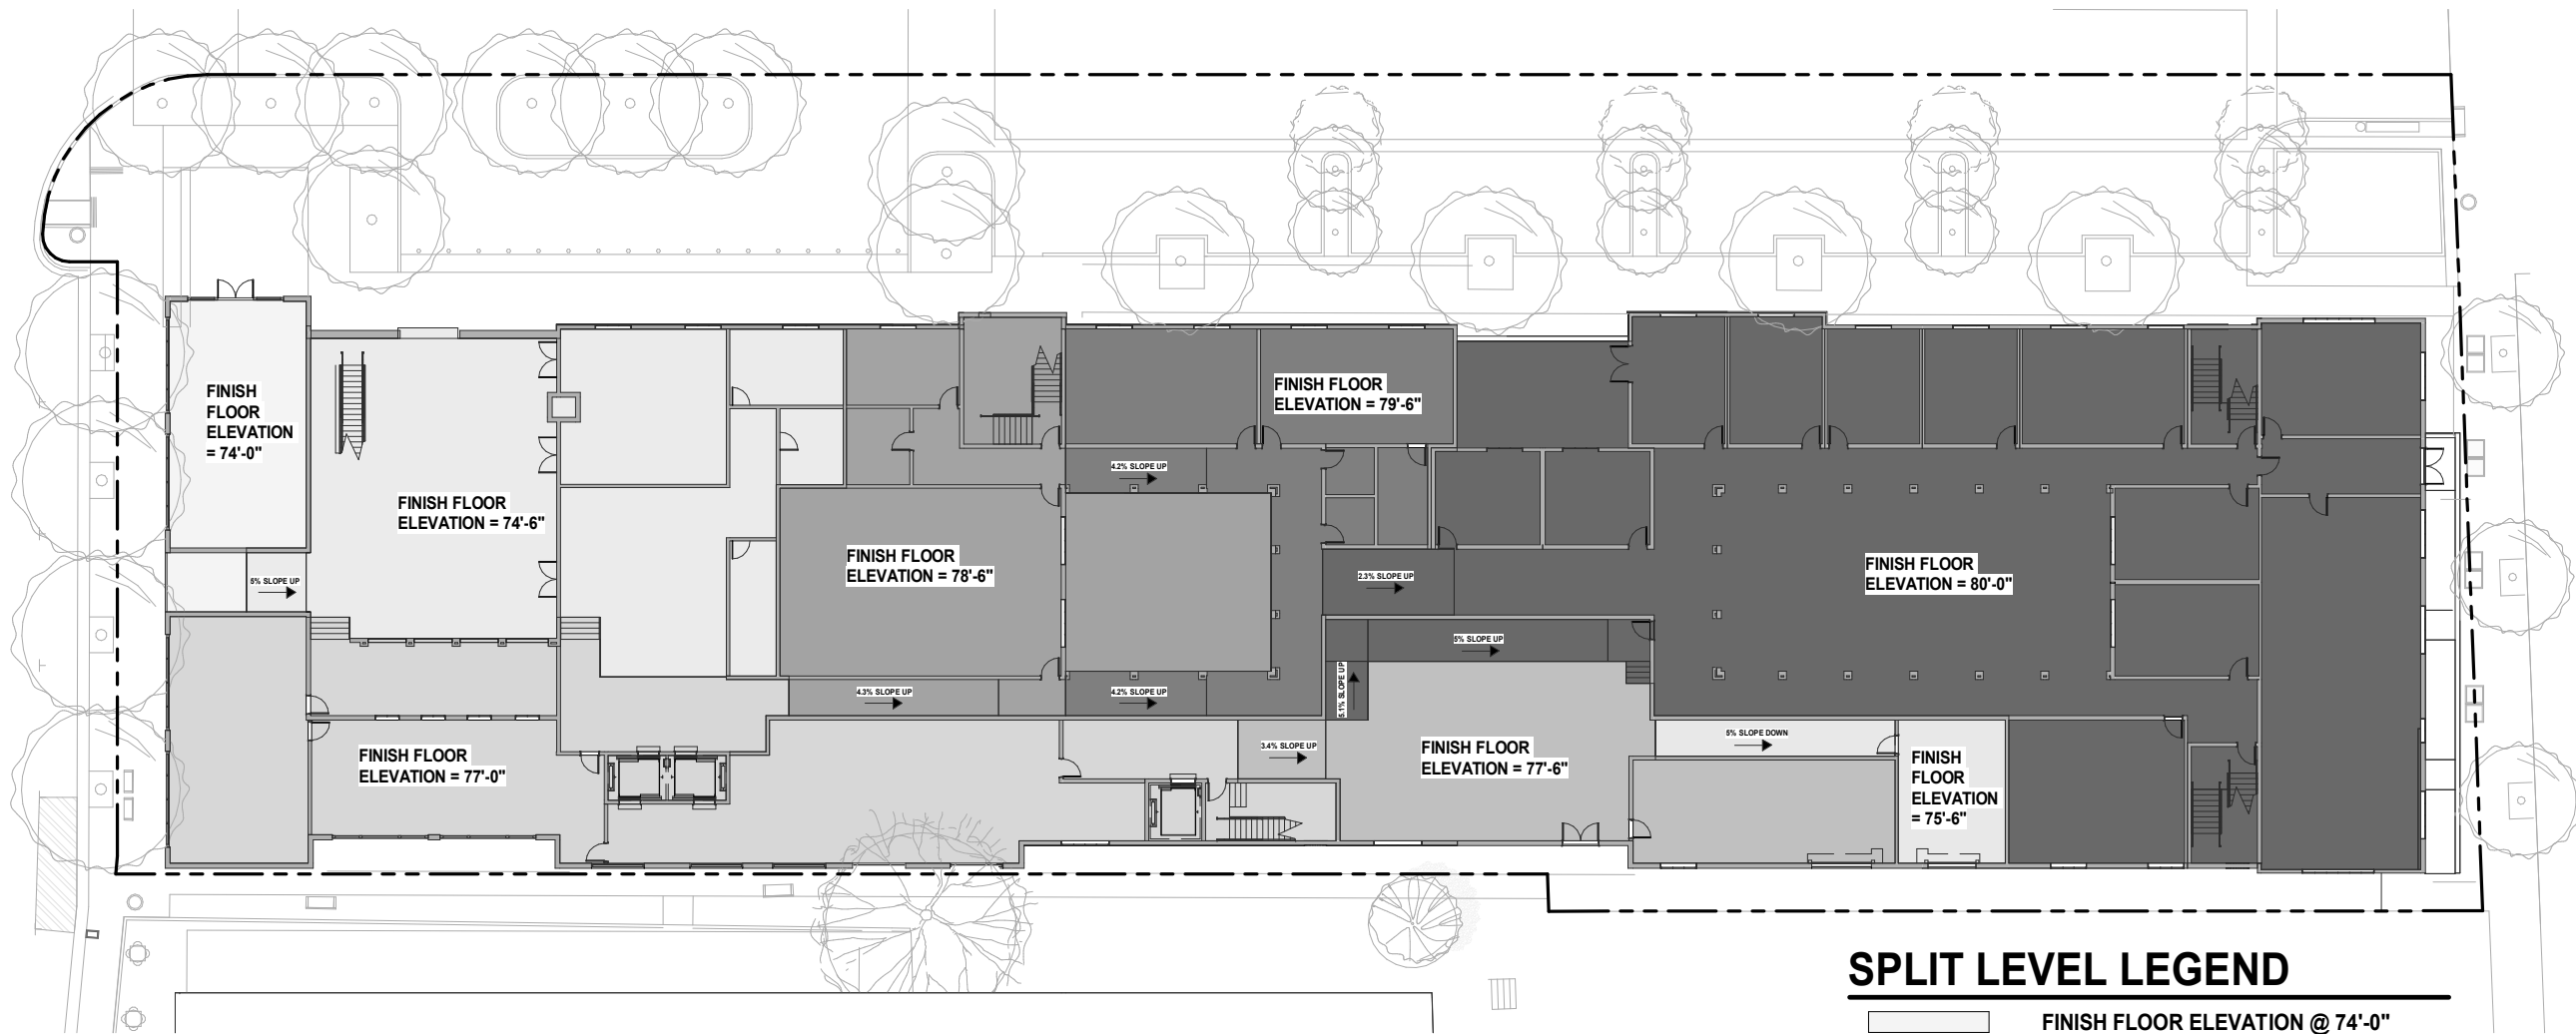 FINISH FLOOR
ELEVATION = 79'-6"
FINISH
FLOOR
ELEVATION
= 74'-0"
4.2% SLOPE UP
FINISH FLOOR
ELEVATION = 74'-6"
FINISH FLOOR
ELEVATION = 78'-6"
FINISH FLOOR
ELEVATION = 80'-0"
5% SLOPE UP
2.3% SLOPE UP
5% SLOPE UP
5.1% SLOPE UP
4.3% SLOPE UP
4.2% SLOPE UP
3.4% SLOPE UP
5% SLOPE DOWN
FINISH FLOOR
ELEVATION = 77'-0"
FINISH FLOOR
ELEVATION = 77'-6"
FINISH
FLOOR
ELEVATION
= 75'-6"
SPLIT LEVEL LEGEND
FINISH FLOOR ELEVATION @ 74'-0"